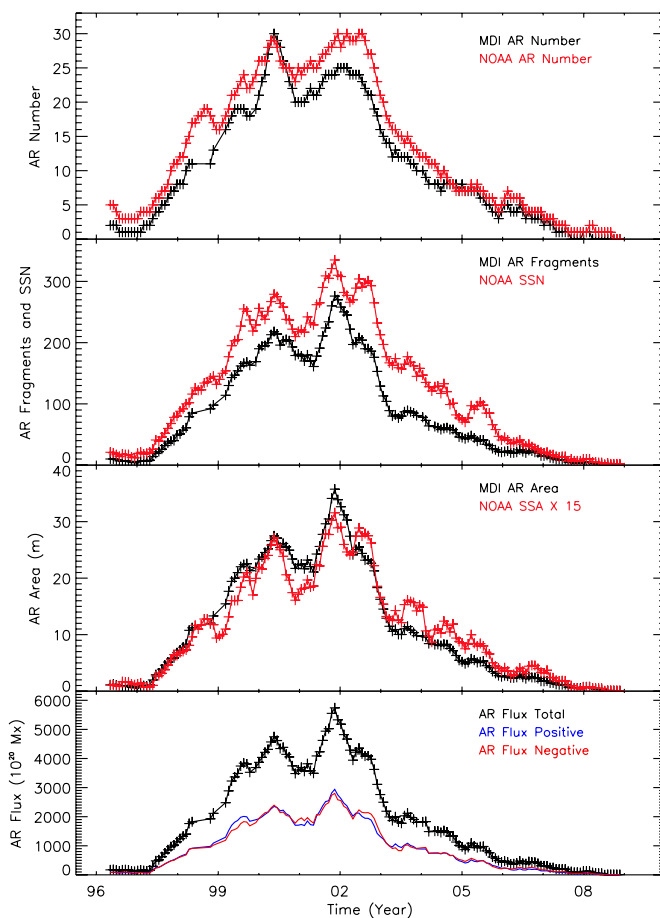 30
25
20
15
10
5
0
AR Number
MDI AR Number
NOAA AR Number
300
200
100
0
AR Fragments and SSN
MDI AR Fragments
NOAA SSN
40
30
20
10
0
AR Area (m)
MDI AR Area
NOAA SSA X 15
6000
5000
4000
3000
2000
1000
0
AR Flux (10²⁰ Mx)
AR Flux Total
AR Flux Positive
AR Flux Negative
96 99 02 05 08
Time (Year)